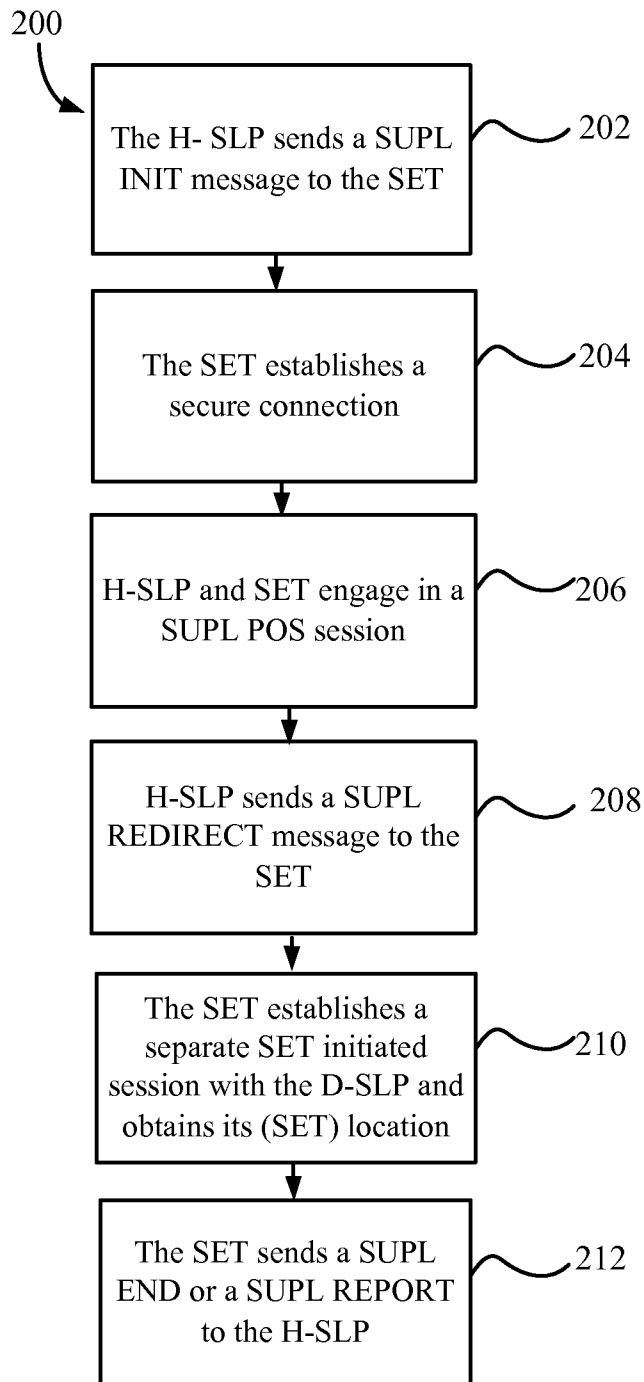 200
The H- SLP sends a SUPL
INIT message to the SET
202
The SET establishes a
secure connection
204
H-SLP and SET engage in a
SUPL POS session
206
H-SLP sends a SUPL
REDIRECT message to the
SET
208
The SET establishes a
separate SET initiated
session with the D-SLP and
obtains its (SET) location
210
The SET sends a SUPL
END or a SUPL REPORT
to the H-SLP
212